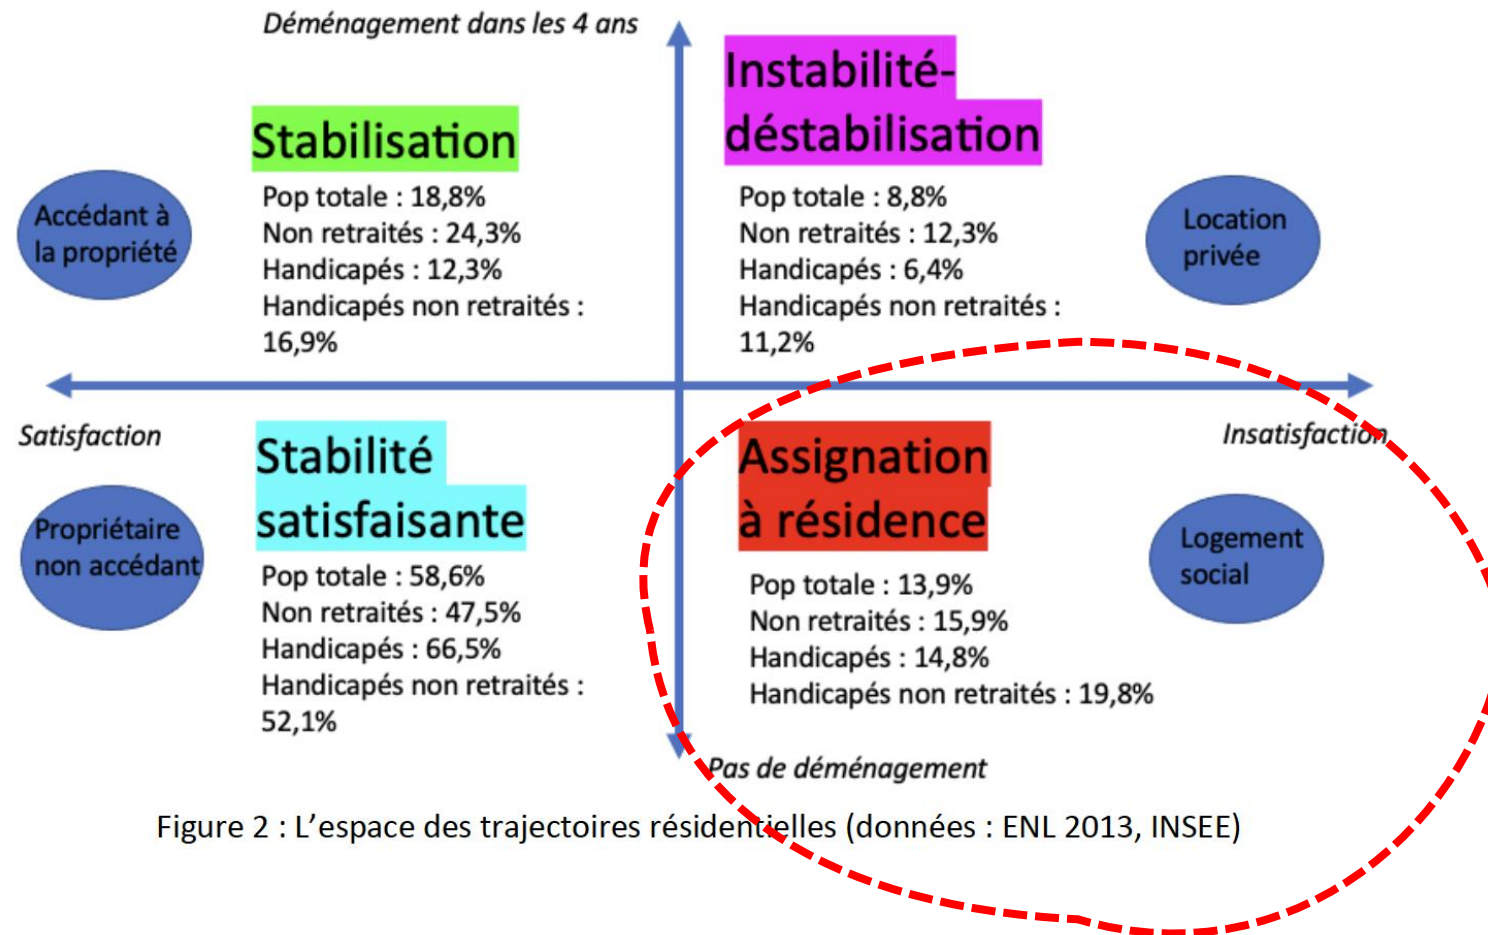 Déménagement dans les 4 ans
Stabilisation
Pop totale : 18,8%
Non retraités : 24,3%
Handicapés : 12,3%
Handicapés non retraités :
16,9%
Accédant à
la propriété
Instabilité-
déstabilisation
Pop totale : 8,8%
Non retraités : 12,3%
Handicapés : 6,4%
Handicapés non retraités :
11,2%
Location
privée
Satisfaction
Insatisfaction
Stabilité
satisfaisante
Pop totale : 58,6%
Non retraités : 47,5%
Handicapés : 66,5%
Handicapés non retraités :
52,1%
Propriétaire
non accédant
Assignation
à résidence
Pop totale : 13,9%
Non retraités : 15,9%
Handicapés : 14,8%
Handicapés non retraités : 19,8%
Logement
social
Pas de déménagement
Figure 2 : L’espace des trajectoires résidentielles (données : ENL 2013, INSEE)